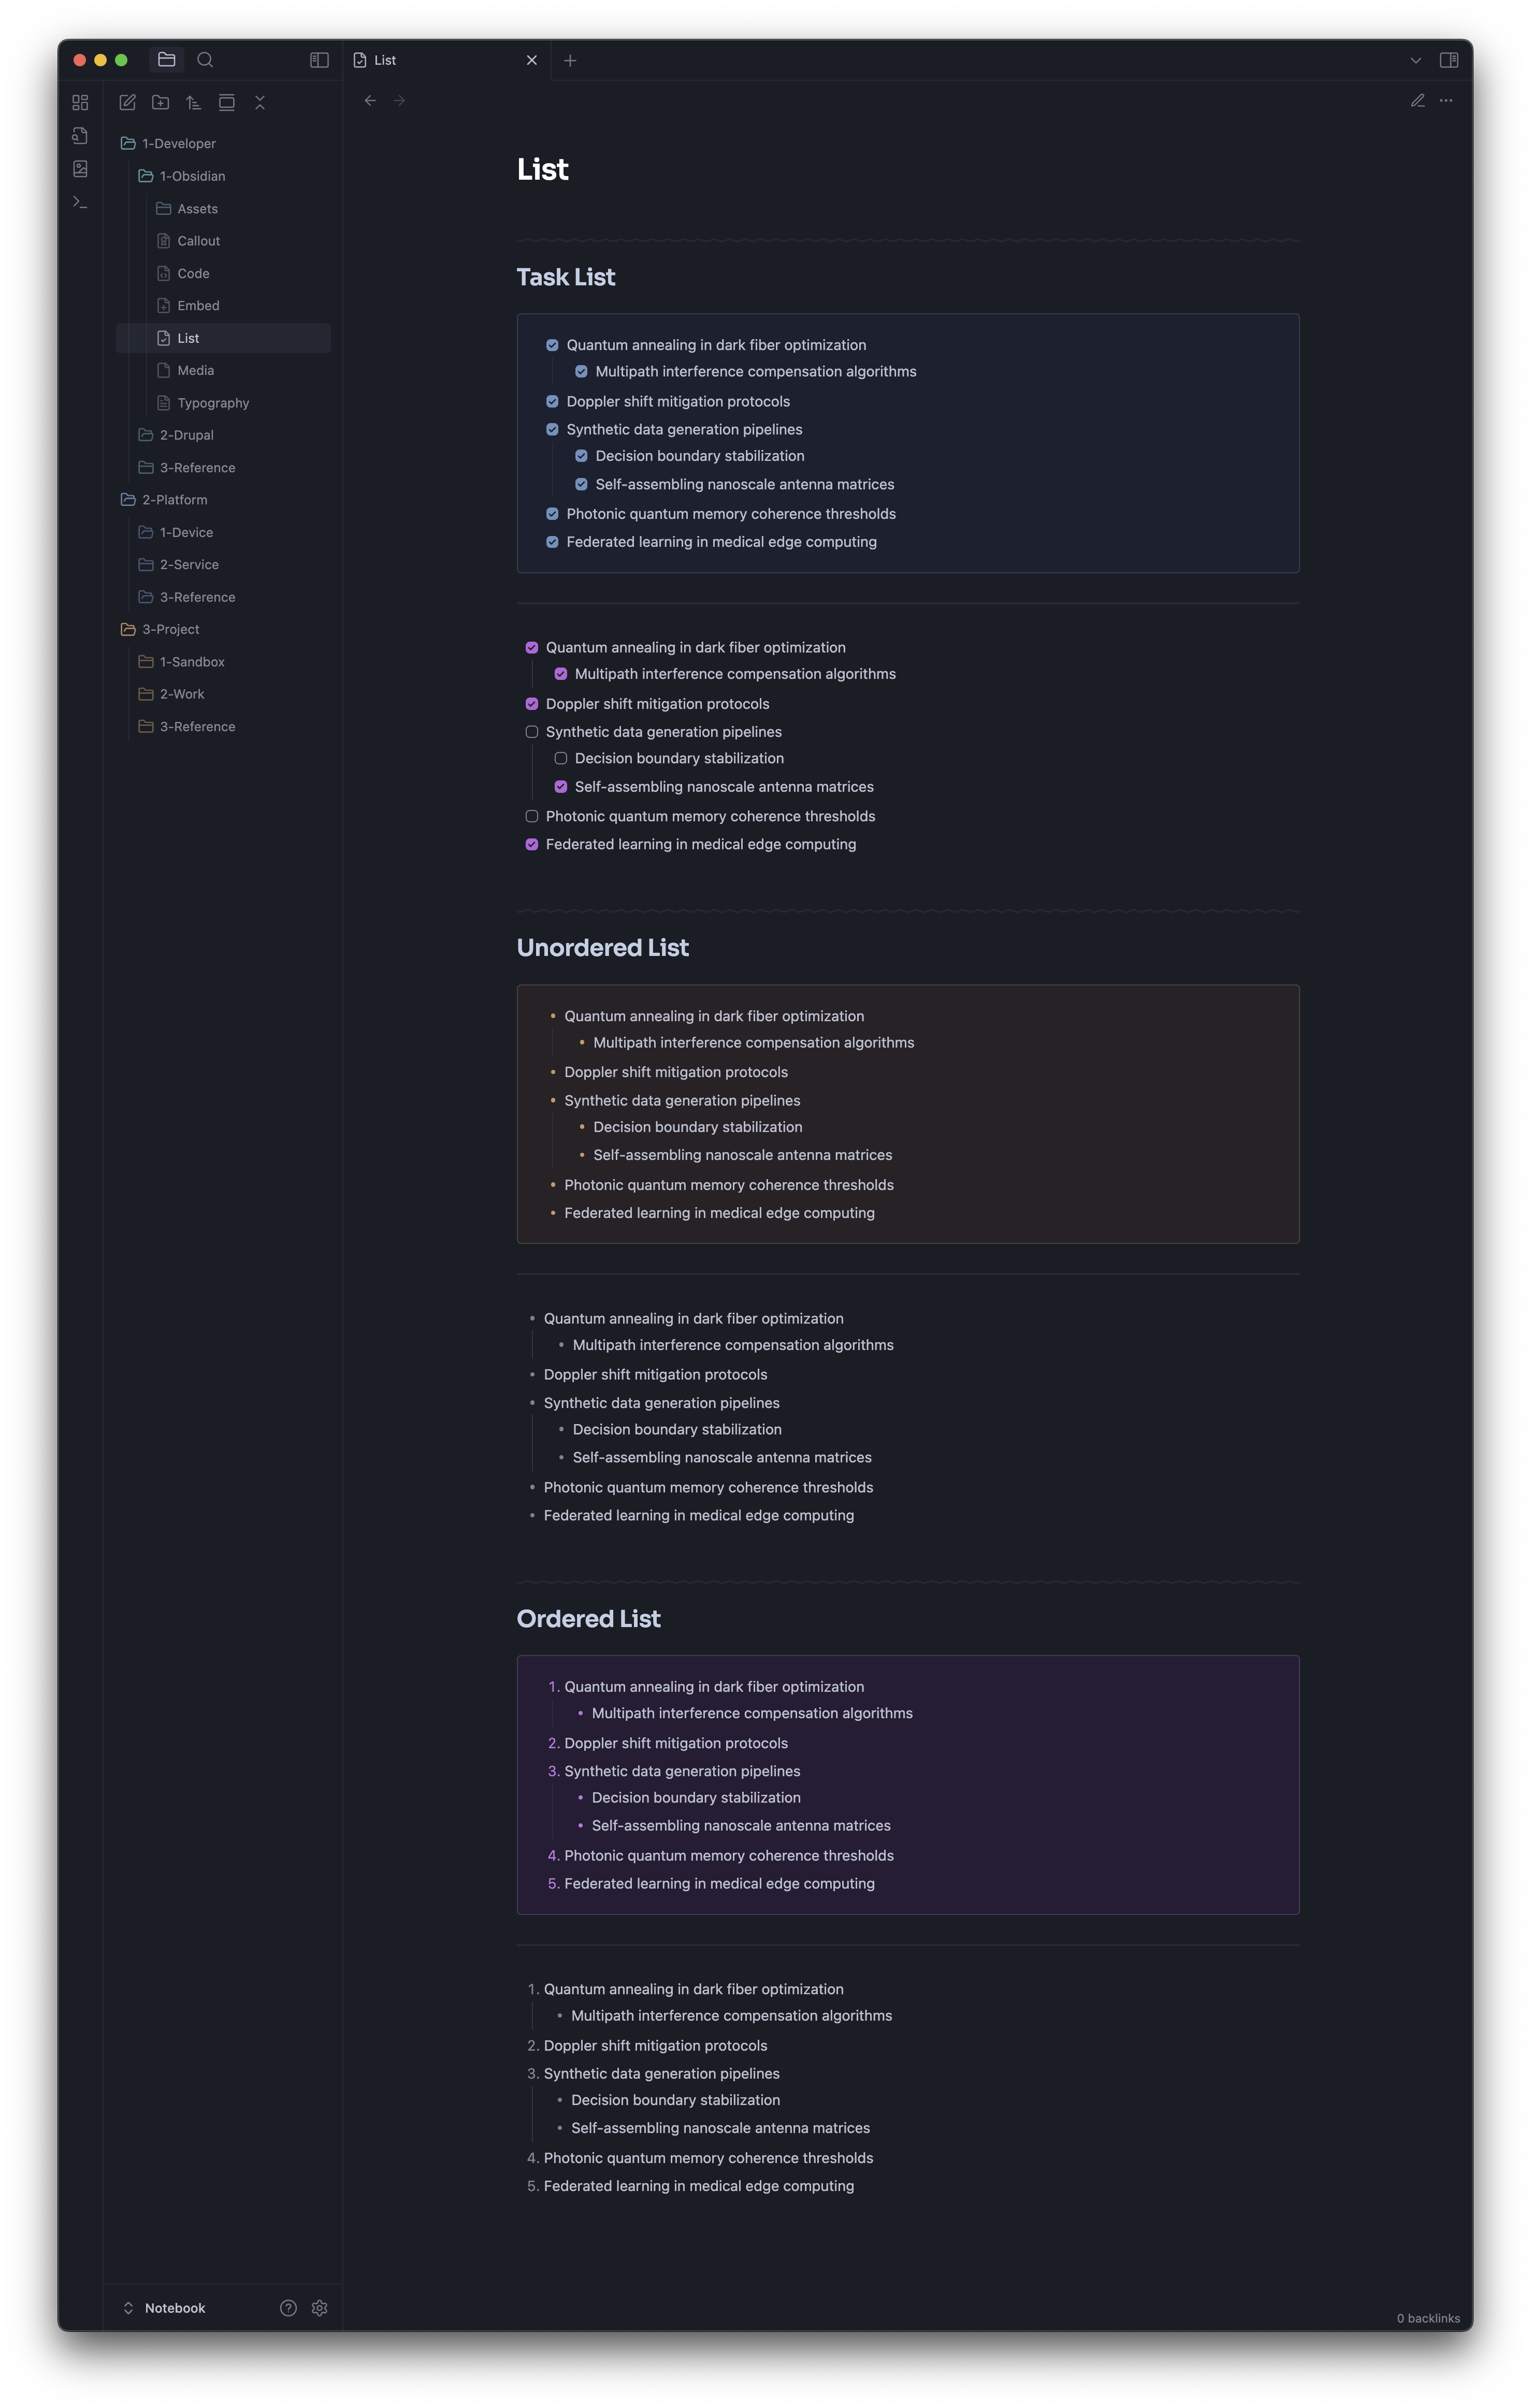 List
1-Developer
1-Obsidian
Assets
Callout
Code
Embed
List
Media
Typography
2-Drupal
3-Reference
2-Platform
1-Device
2-Service
3-Reference
3-Project
1-Sandbox
2-Work
3-Reference
Notebook
List
Task List
Quantum annealing in dark fiber optimization
Multipath interference compensation algorithms
Doppler shift mitigation protocols
Synthetic data generation pipelines
Decision boundary stabilization
Self-assembling nanoscale antenna matrices
Photonic quantum memory coherence thresholds
Federated learning in medical edge computing
Quantum annealing in dark fiber optimization
Multipath interference compensation algorithms
Doppler shift mitigation protocols
Synthetic data generation pipelines
Decision boundary stabilization
Self-assembling nanoscale antenna matrices
Photonic quantum memory coherence thresholds
Federated learning in medical edge computing
Unordered List
• Quantum annealing in dark fiber optimization
• Multipath interference compensation algorithms
• Doppler shift mitigation protocols
• Synthetic data generation pipelines
• Decision boundary stabilization
• Self-assembling nanoscale antenna matrices
• Photonic quantum memory coherence thresholds
• Federated learning in medical edge computing
• Quantum annealing in dark fiber optimization
• Multipath interference compensation algorithms
• Doppler shift mitigation protocols
• Synthetic data generation pipelines
• Decision boundary stabilization
• Self-assembling nanoscale antenna matrices
• Photonic quantum memory coherence thresholds
• Federated learning in medical edge computing
Ordered List
1. Quantum annealing in dark fiber optimization
• Multipath interference compensation algorithms
2. Doppler shift mitigation protocols
3. Synthetic data generation pipelines
• Decision boundary stabilization
• Self-assembling nanoscale antenna matrices
4. Photonic quantum memory coherence thresholds
5. Federated learning in medical edge computing
1. Quantum annealing in dark fiber optimization
• Multipath interference compensation algorithms
2. Doppler shift mitigation protocols
3. Synthetic data generation pipelines
• Decision boundary stabilization
• Self-assembling nanoscale antenna matrices
4. Photonic quantum memory coherence thresholds
5. Federated learning in medical edge computing
0 backlinks